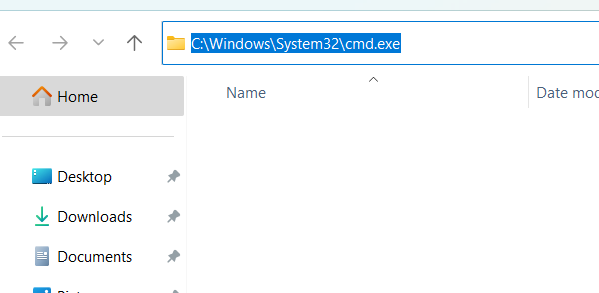 C:\Windows\System32\cmd.exe
Home
Name
Date mod
Desktop
Downloads
Documents